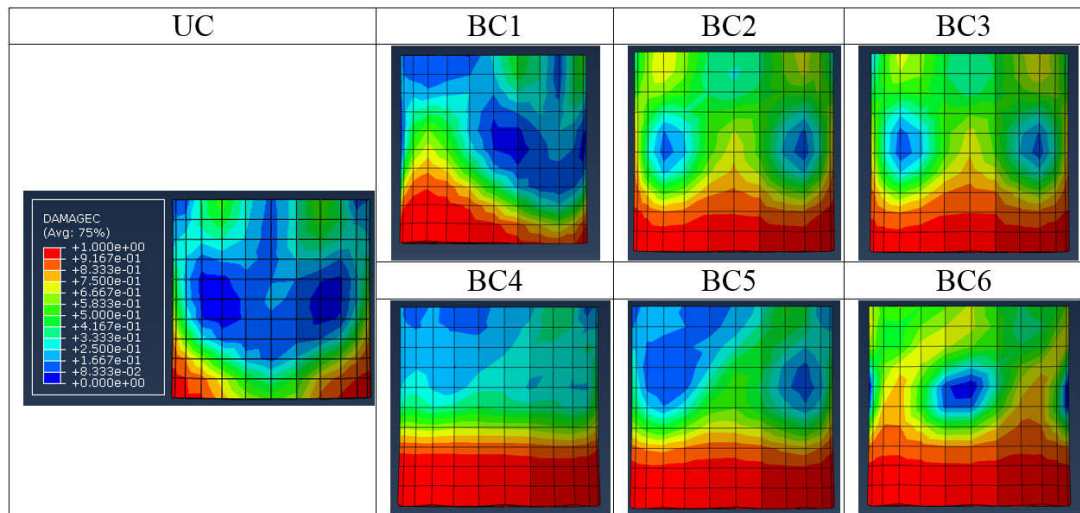 UC
BC1
BC2
BC3
DAMAGEC
(Avg: 75%)
+1.000e+00
+9.167e-01
+8.333e-01
+7.500e-01
+6.667e-01
+5.833e-01
+5.000e-01
+4.167e-01
+3.333e-01
+2.500e-01
+1.667e-01
+8.333e-02
+0.000e+00
BC4
BC5
BC6